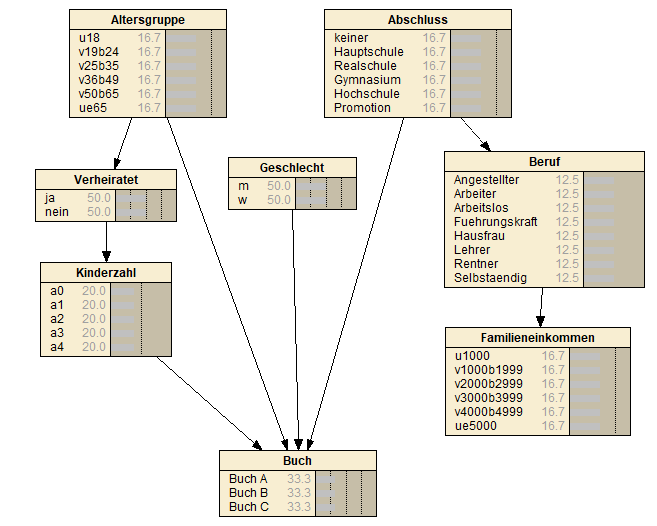 Altersgruppe
u18 16.7
v19b24 16.7
v25b35 16.7
v36b49 16.7
v50b65 16.7
ue65 16.7
Abschluss
keiner 16.7
Hauptschule 16.7
Realschule 16.7
Gymnasium 16.7
Hochschule 16.7
Promotion 16.7
Verheiratet
ja 50.0
nein 50.0
Geschlecht
m 50.0
w 50.0
Beruf
Angestellter 12.5
Arbeiter 12.5
Arbeitslos 12.5
Fuehrungskraft 12.5
Hausfrau 12.5
Lehrer 12.5
Rentner 12.5
Selbstaendig 12.5
Kinderzahl
a0 20.0
a1 20.0
a2 20.0
a3 20.0
a4 20.0
Familieneinkommen
u1000 16.7
v1000b1999 16.7
v2000b2999 16.7
v3000b3999 16.7
v4000b4999 16.7
ue5000 16.7
Buch
Buch A 33.3
Buch B 33.3
Buch C 33.3